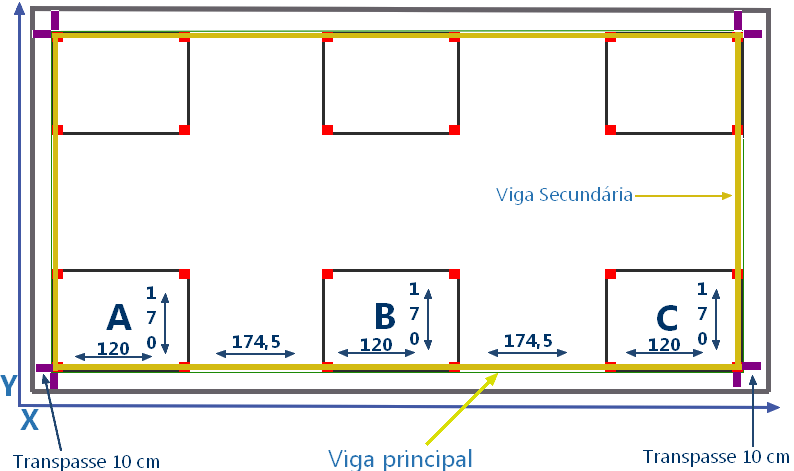 Viga Secundária
A
1
7
0
120
174,5
B
1
7
0
120
174,5
C
1
7
0
120
Y
X
Transpasse 10 cm
Viga principal
Transpasse 10 cm